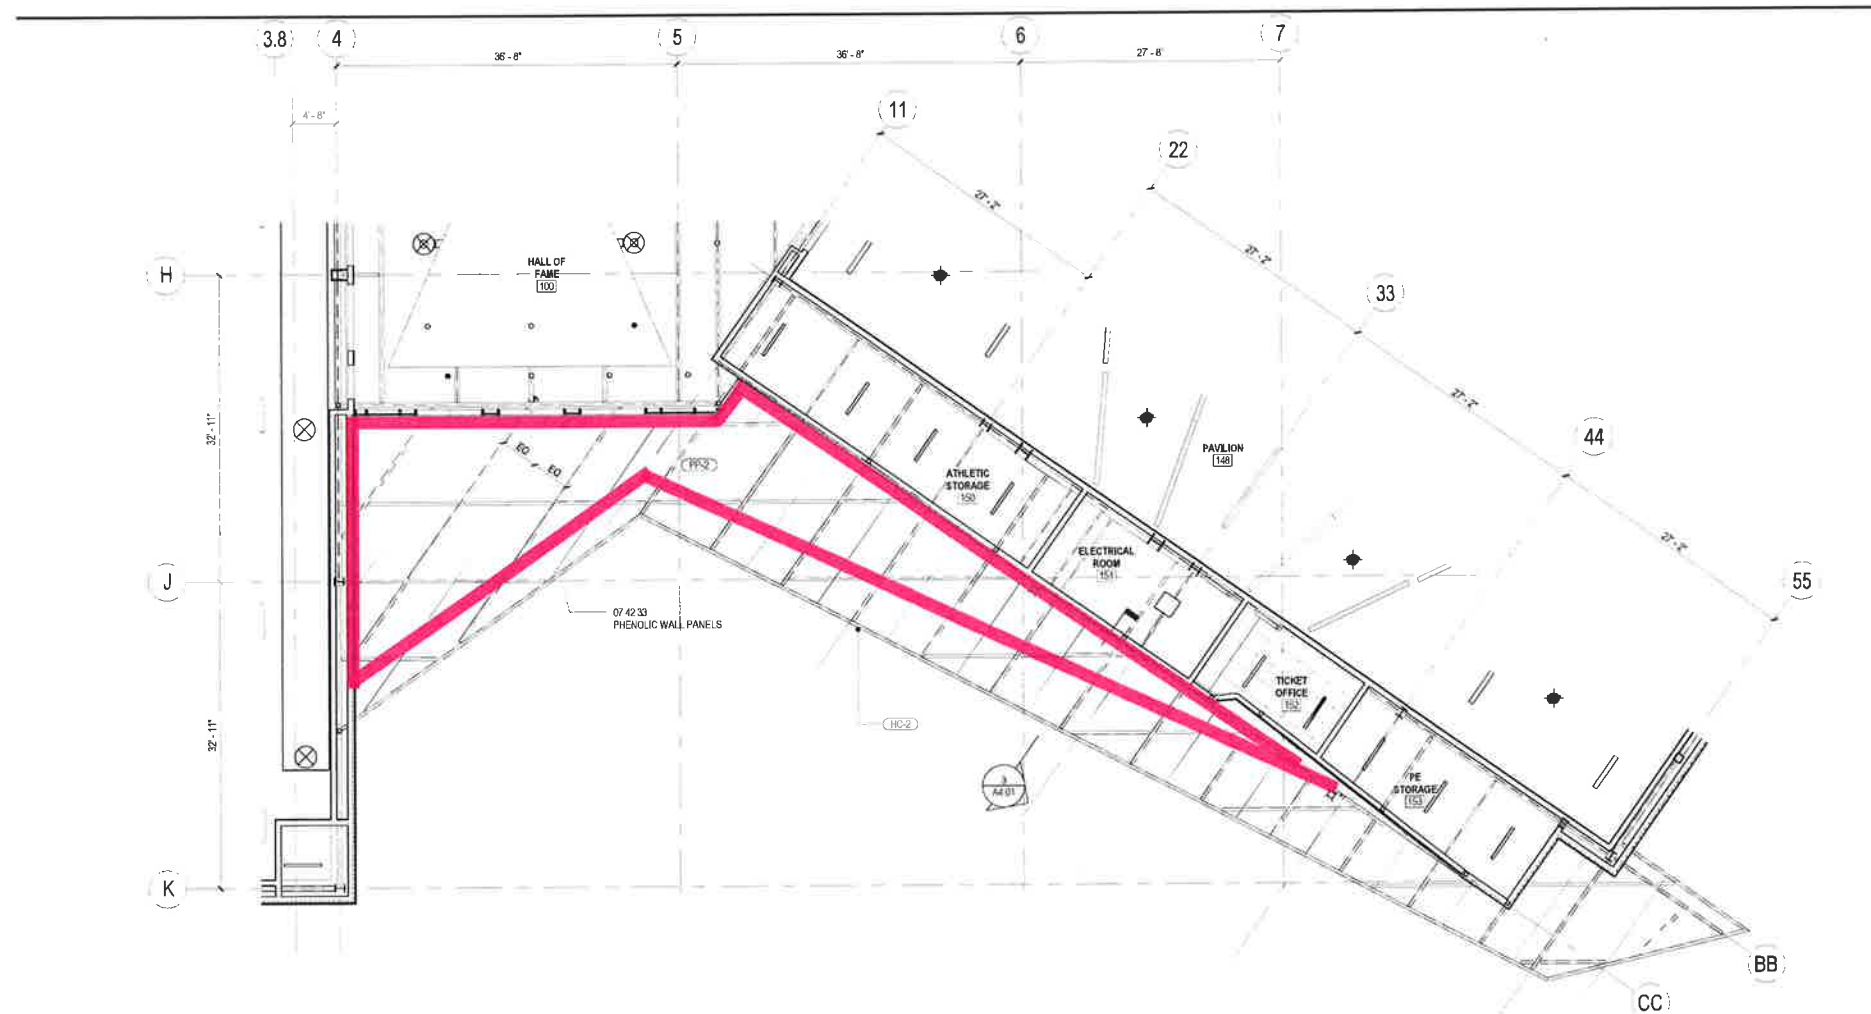 3.8
4
5
6
7
36' - 8"
36' - 8"
27' - 8"
4' - 8"
11
22
33
44
55
27' - 2"
27' - 2"
27' - 2"
27' - 2"
H
J
K
32' - 11"
32' - 11"
HALL OF
FAME
100
PAVILION
148
EQ
EQ
PP-2
ATHLETIC
STORAGE
150
ELECTRICAL
ROOM
151
07 42 33
PHENOLIC WALL PANELS
TICKET
OFFICE
152
HC-2
3
A4.01
PE
STORAGE
153
BB
CC